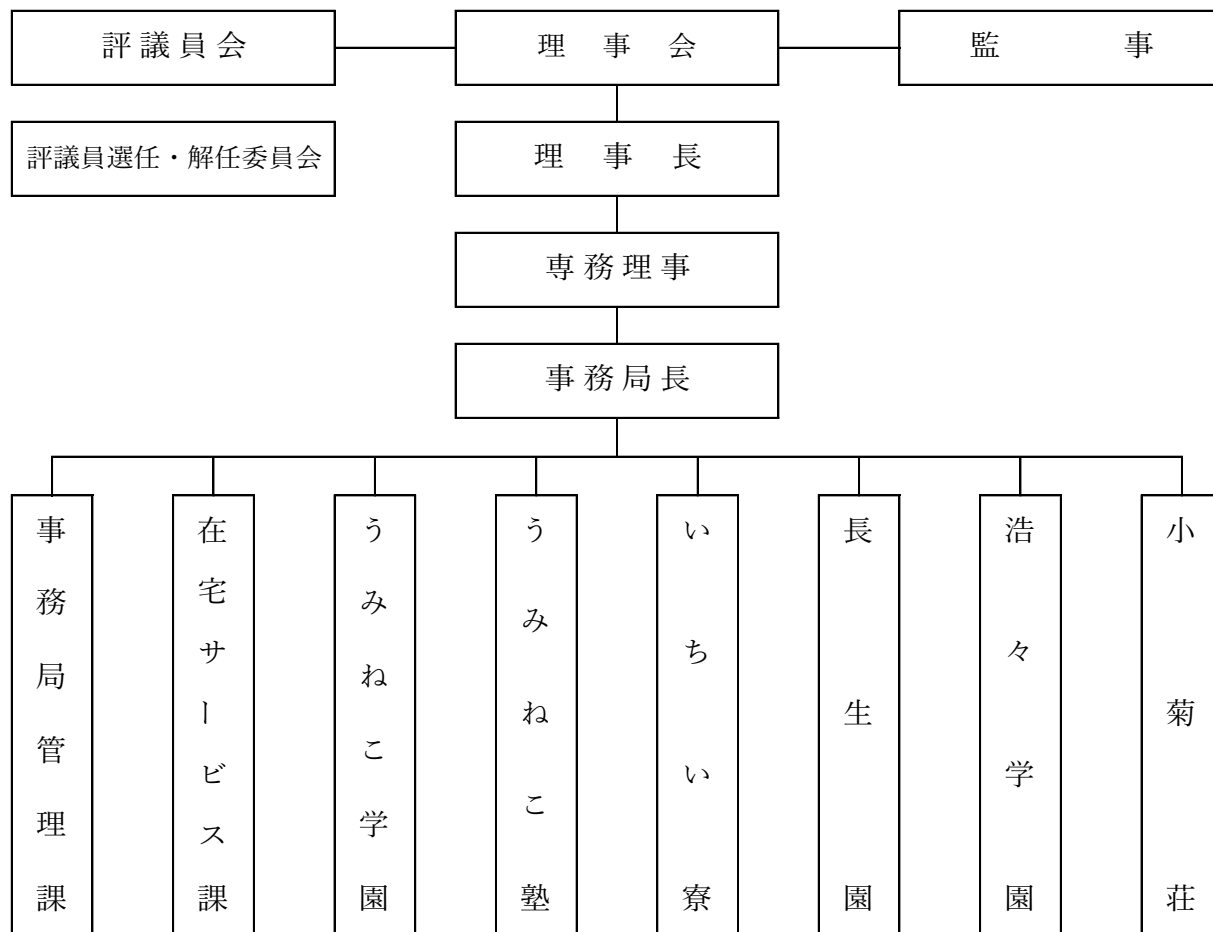 評議員会
理事会
監事
評議員選任・解任委員会
理事長
専務理事
事務局長
事務局管理課
在宅サービス課
うみねこ学園
うみねこ塾
いちい寮
長生園
浩々学園
小菊荘